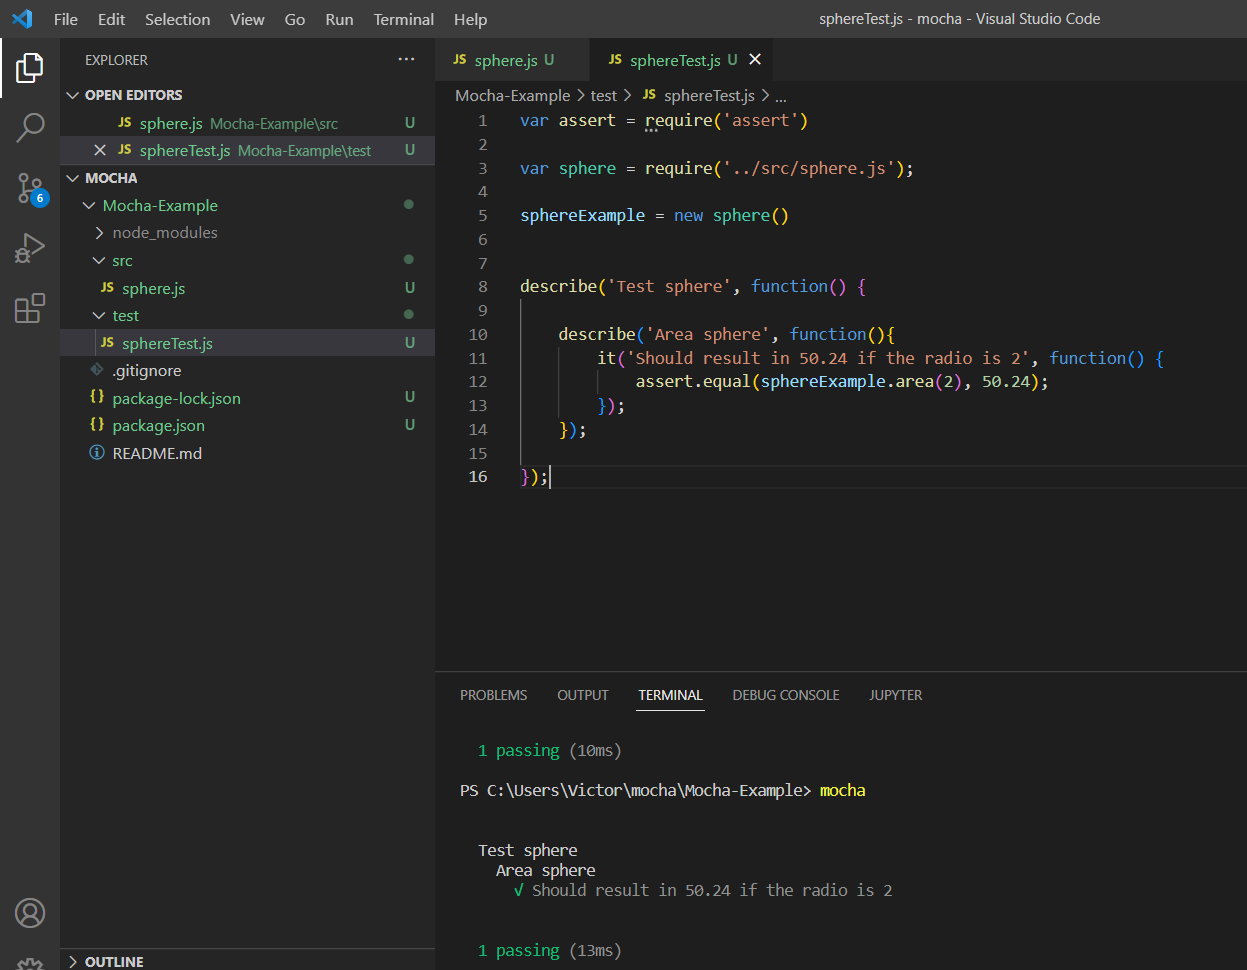 File Edit Selection View Go Run Terminal Help
sphereTest.js - mocha - Visual Studio Code
EXPLORER ...
OPEN EDITORS
JS sphere.js Mocha-Example\src U
JS sphereTest.js Mocha-Example\test U
MOCHA
Mocha-Example
node_modules
src
JS sphere.js U
test
JS sphereTest.js U
.gitignore
{} package-lock.json U
{} package.json U
README.md
OUTLINE
6
JS sphere.js U
JS sphereTest.js U
Mocha-Example > test > JS sphereTest.js > ...
1 var assert = require('assert')
2
3 var sphere = require('../src/sphere.js');
4
5 sphereExample = new sphere()
6
7
8 describe('Test sphere', function() {
9
10 describe('Area sphere', function(){
11 it('Should result in 50.24 if the radio is 2', function() {
12 assert.equal(sphereExample.area(2), 50.24);
13 });
14 });
15
16 });
PROBLEMS OUTPUT TERMINAL DEBUG CONSOLE JUPYTER
1 passing (10ms)
PS C:\Users\Victor\mocha\Mocha-Example> mocha
Test sphere
Area sphere
√ Should result in 50.24 if the radio is 2
1 passing (13ms)